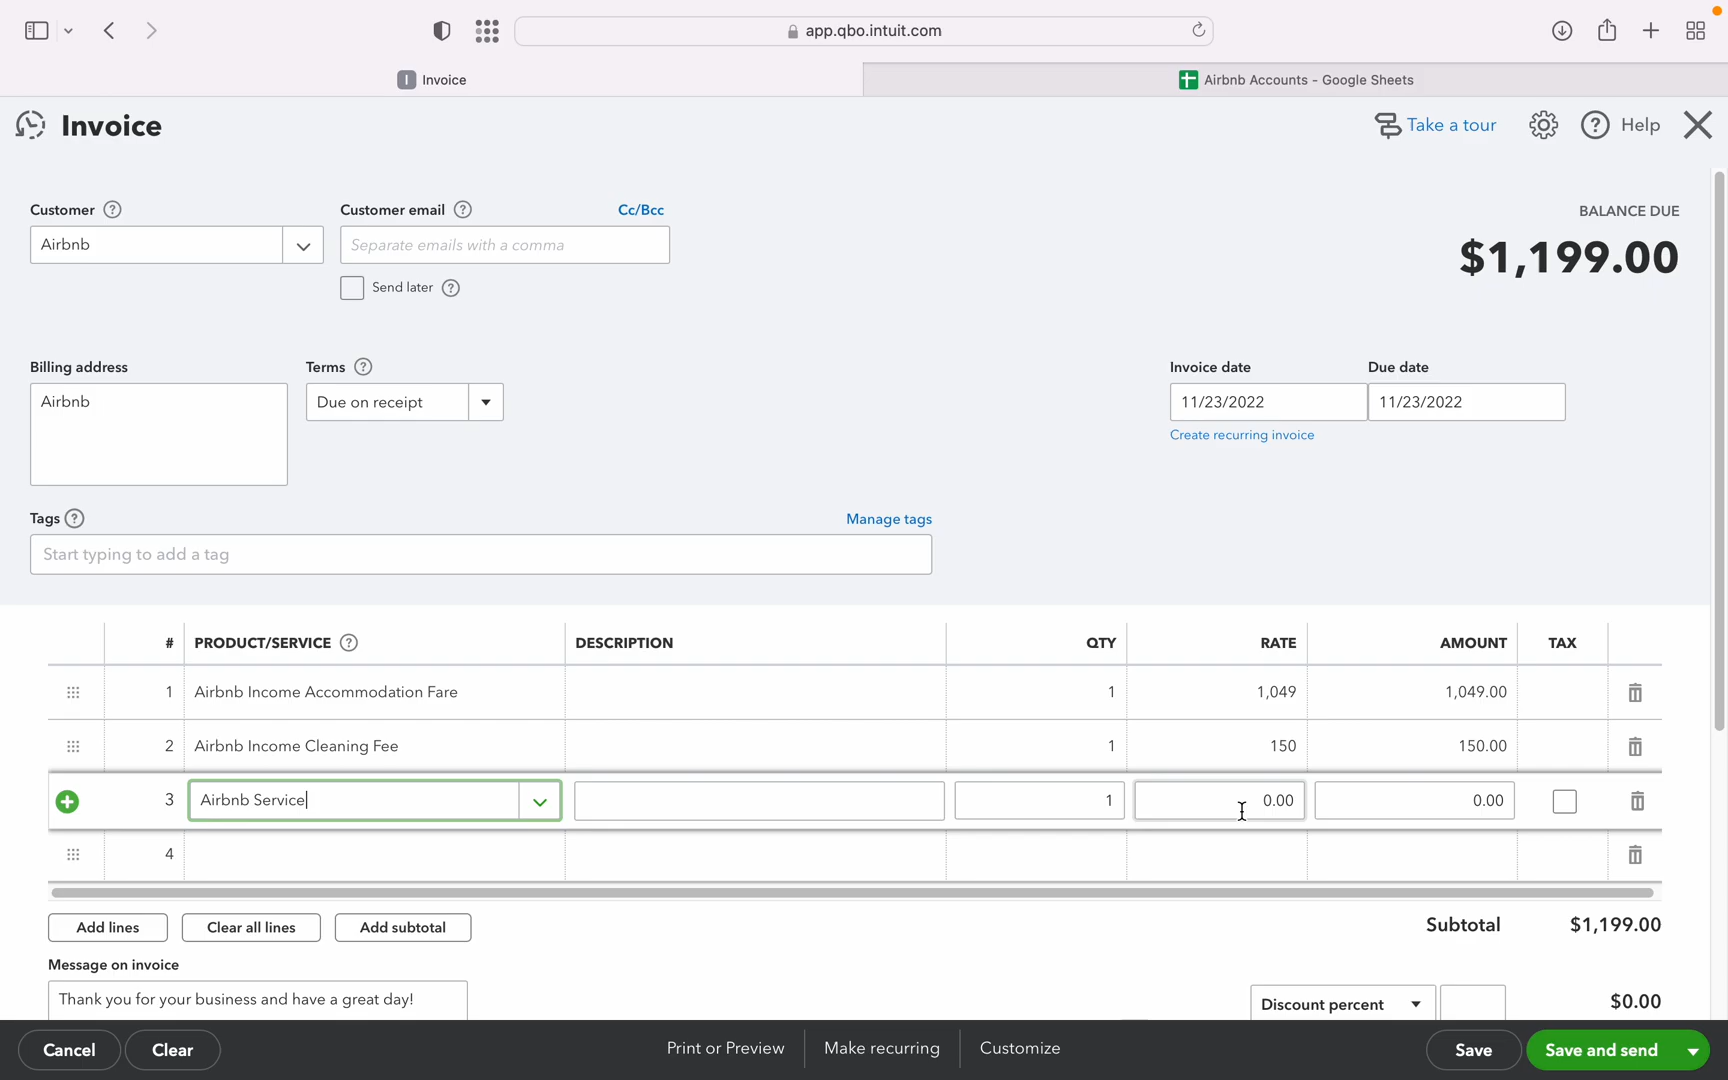 app.qbo.intuit.com
I Invoice
Airbnb Accounts - Google Sheets
Invoice
Take a tour
Help
Customer
Customer email
Cc/Bcc
BALANCE DUE
Airbnb
Separate emails with a comma
$1,199.00
Send later
Billing address
Terms
Invoice date
Due date
Airbnb
Due on receipt
11/23/2022
11/23/2022
Create recurring invoice
Tags
Manage tags
Start typing to add a tag
# PRODUCT/SERVICE DESCRIPTION QTY RATE AMOUNT TAX
1 Airbnb Income Accommodation Fare 1 1,049 1,049.00
2 Airbnb Income Cleaning Fee 1 150 150.00
3 Airbnb Service 1 0.00 0.00
4
Add lines
Clear all lines
Add subtotal
Subtotal $1,199.00
Message on invoice
Thank you for your business and have a great day!
Discount percent
$0.00
Cancel
Clear
Print or Preview
Make recurring
Customize
Save
Save and send